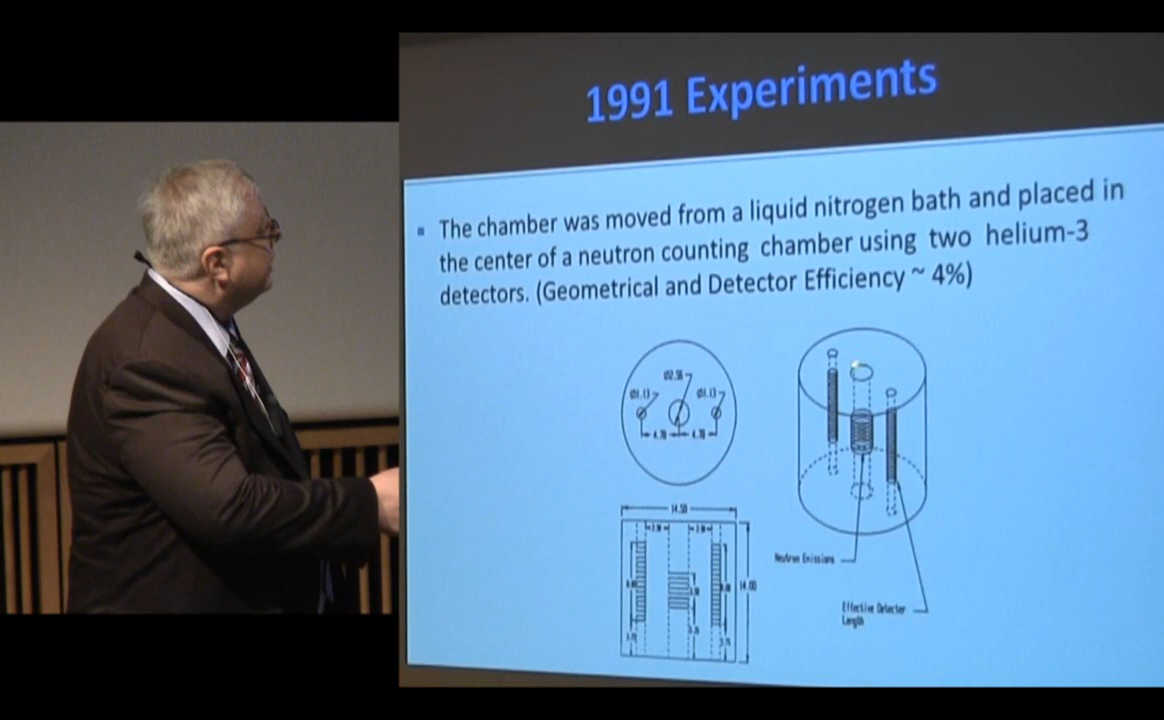 1991 Experiments
The chamber was moved from a liquid nitrogen bath and placed in
the center of a neutron counting chamber using two helium-3
detectors. (Geometrical and Detector Efficiency ~ 4%)
14.50
14.00
Neutron Emissions
Effective Detector
Length